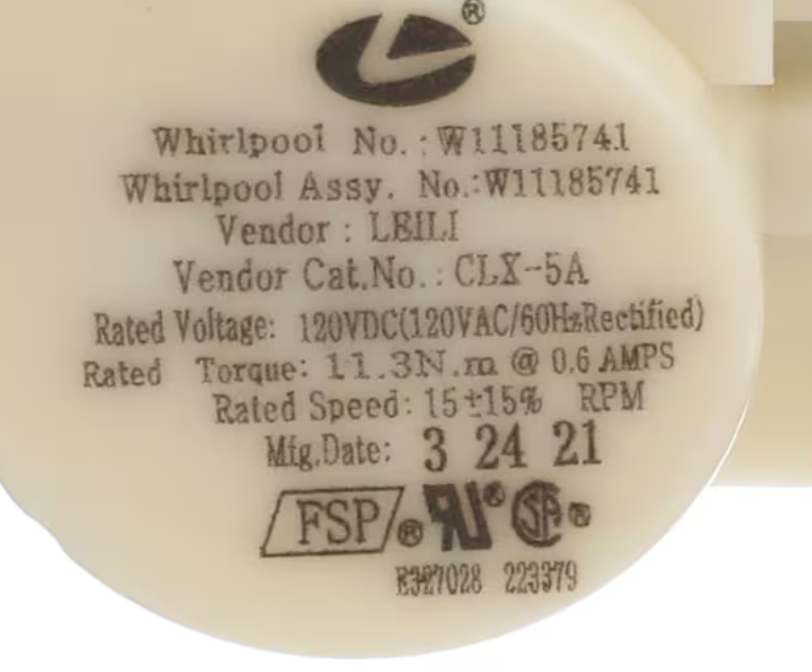 ®
Whirlpool No.:W11185741
Whirlpool Assy. No.:W11185741
Vendor : LEILI
Vendor Cat.No.: CLX-5A
Rated Voltage: 120VDC(120VAC/60HzRectified)
Rated Torque: 11.3N.m @ 0.6 AMPS
Rated Speed: 15±15% RPM
Mfg.Date: 3 24 21
FSP® RU® SA®
E327028 223379